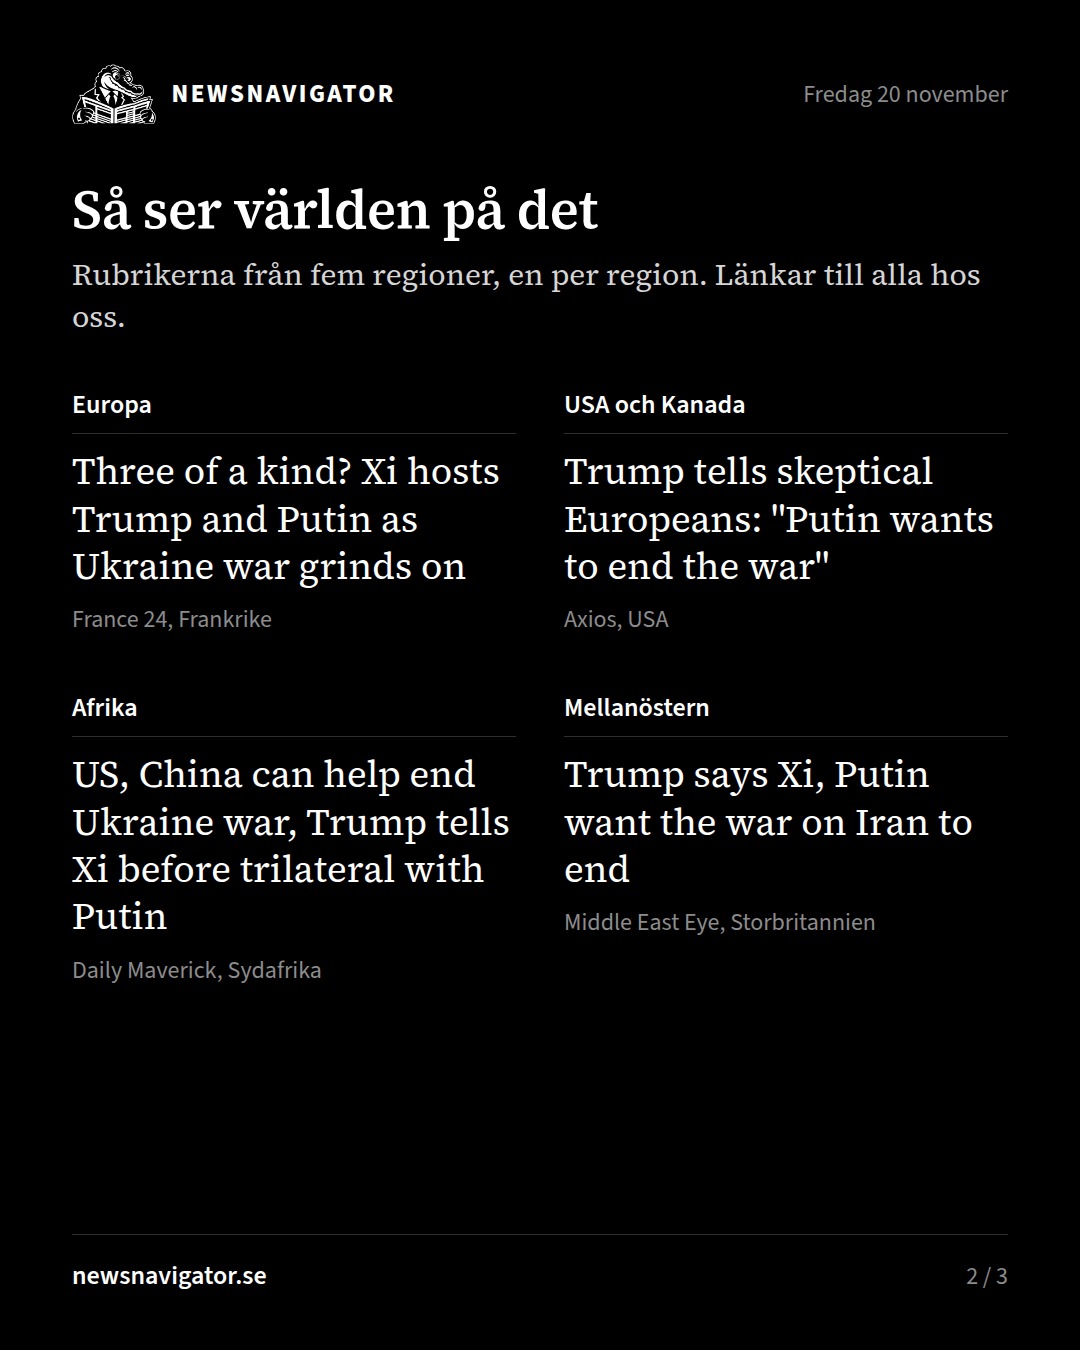 NEWSNAVIGATOR
Fredag 20 november
Så ser världen på det
Rubrikerna från fem regioner, en per region. Länkar till alla hos
oss.
Europa
Three of a kind? Xi hosts
Trump and Putin as
Ukraine war grinds on
France 24, Frankrike
USA och Kanada
Trump tells skeptical
Europeans: "Putin wants
to end the war"
Axios, USA
Afrika
US, China can help end
Ukraine war, Trump tells
Xi before trilateral with
Putin
Daily Maverick, Sydafrika
Mellanöstern
Trump says Xi, Putin
want the war on Iran to
end
Middle East Eye, Storbritannien
newsnavigator.se
2 / 3